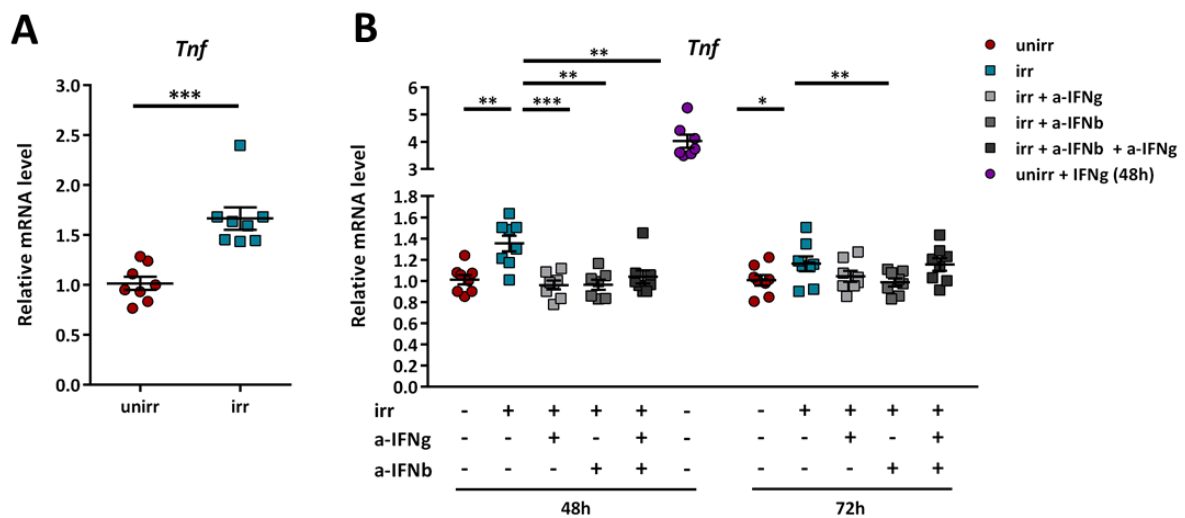 A
Tnf
Relative mRNA level
3.0
2.5
2.0
1.5
1.0
0.5
0.0
***
unirr
irr
B
Tnf
Relative mRNA level
6
5
4
3
1.8
1.6
1.4
1.2
1.0
0.8
0.6
0.4
0.2
0.0
**
**
** *** *
**
irr - + + + + - - + + + +
a-IFNg - - + - + - - - + - +
a-IFNb - - - + + - - - - + +
48h 72h
unirr
irr
irr + a-IFNg
irr + a-IFNb
irr + a-IFNb + a-IFNg
unirr + IFNg (48h)